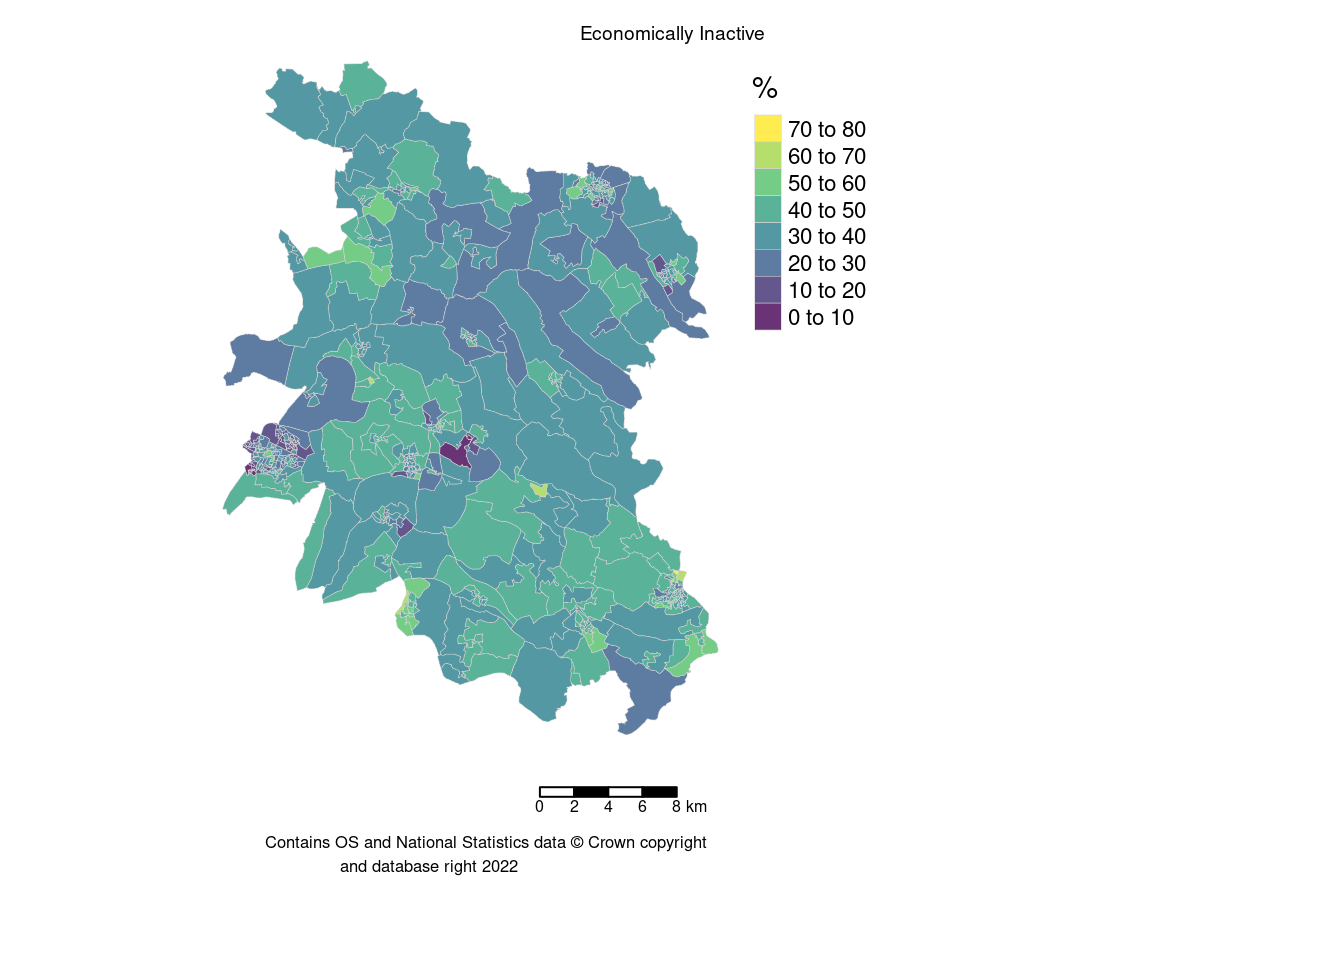 Economically Inactive
%
70 to 80
60 to 70
50 to 60
40 to 50
30 to 40
20 to 30
10 to 20
0 to 10
0 2 4 6 8 km
Contains OS and National Statistics data © Crown copyright
and database right 2022